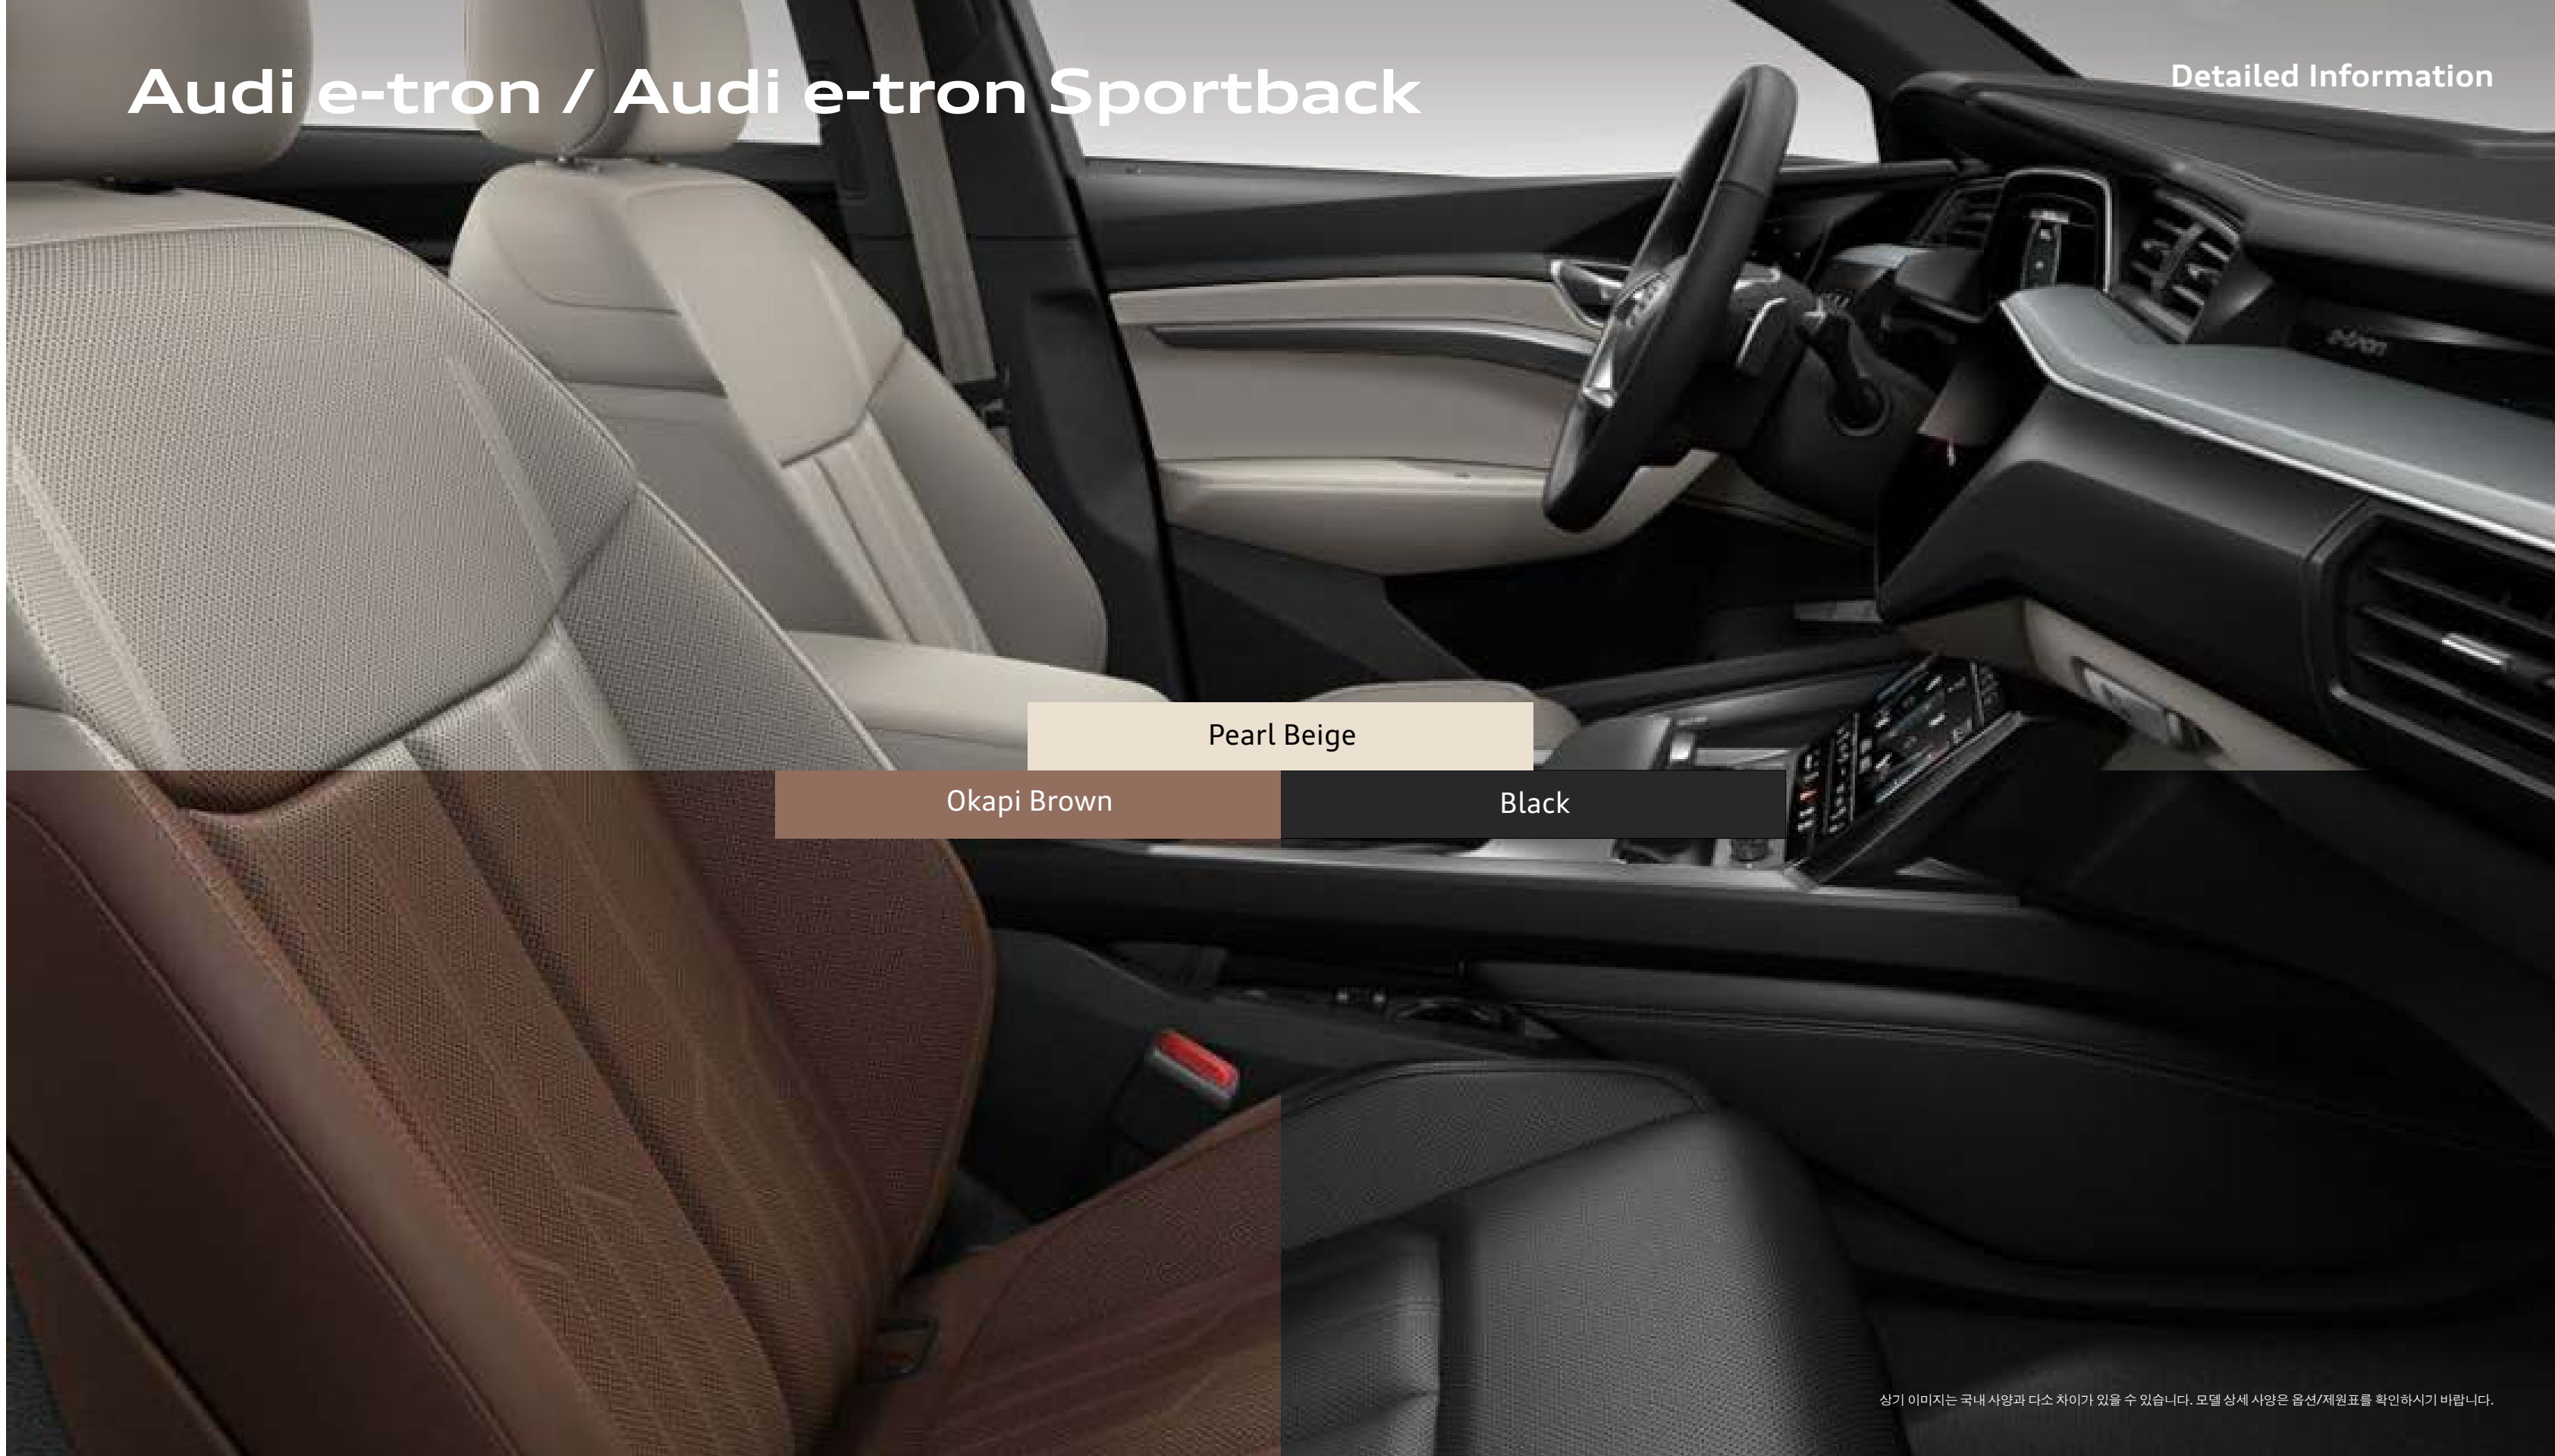 Audi e-tron / Audi e-tron Sportback
Detailed Information
e-tron
Pearl Beige
Okapi Brown
Black
상기 이미지는 국내 사양과 다소 차이가 있을 수 있습니다. 모델 상세 사양은 옵션/제원표를 확인하시기 바랍니다.